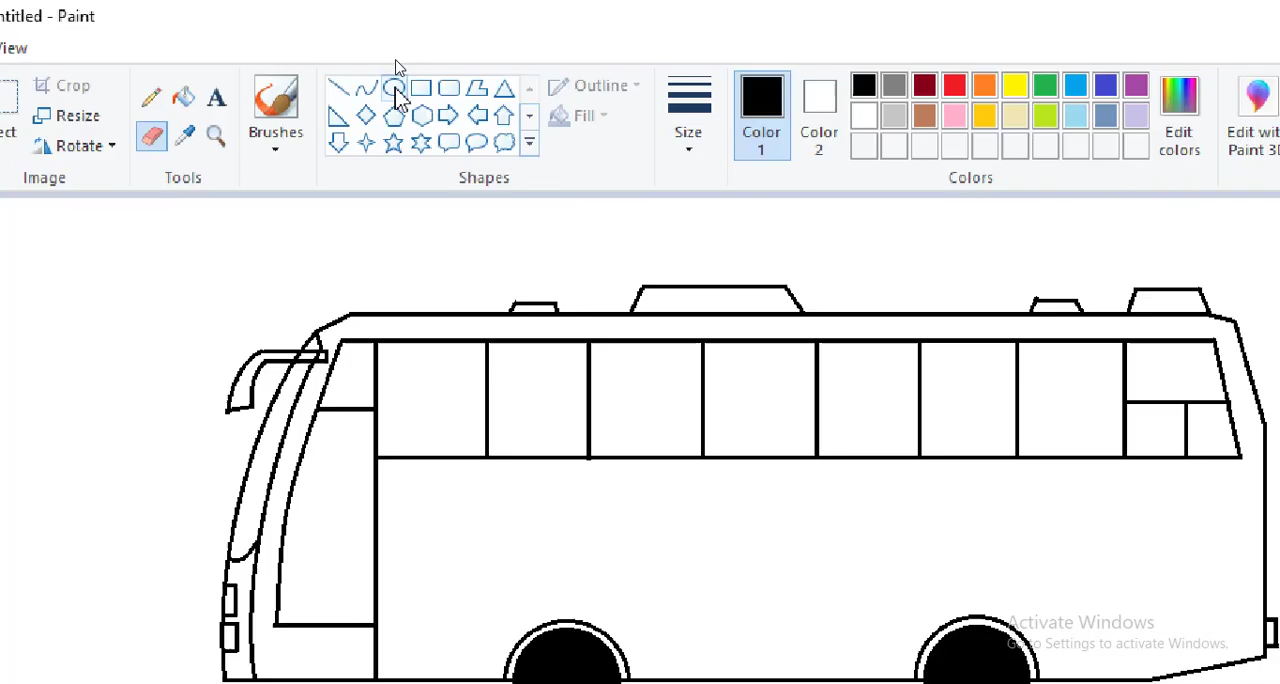 ntitled - Paint
View
Crop
Resize
Rotate
ect
Image
A
Tools
Brushes
Outline
Fill
Shapes
Size
Color
1
Color
2
Edit
colors
Edit wit
Paint 3D
Colors
Activate Windows
Go to Settings to activate Windows.